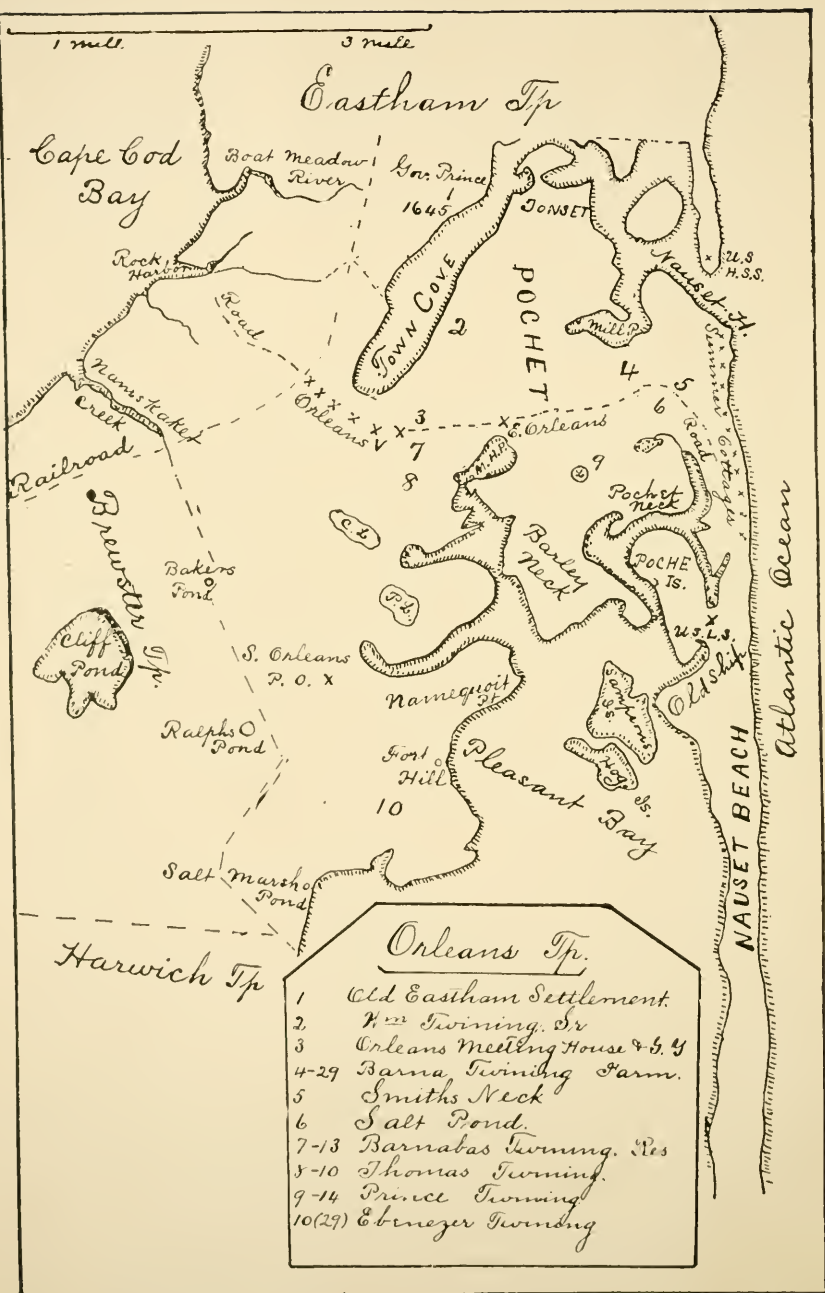 1 mile.
3 mile
Eastham Tp
Cape Cod
Bay
Boat Meadow
River
Gov. Prince
1645
TONSET
Rock
Harbor
U.S
H.S.S.
Nauset H.
Road
TOWN COVE
POCHET
2
Mill P.
Summer Cottages
4
5
6
Road
Namskaket
Creek
Orleans
3
7
E. Orleans
Railroad
8
M.H.P.
9
Pochet
Neck
Brewster Tp.
C.L.
Barley
Neck
POCHE
Is.
Bakers
Pond
P.L.
U.S.L.S.
Cliff
Pond
S. Orleans
P.O. x
Namequoit
Pt
Sampsons
Is.
Old ship
Atlantic Ocean
Ralphs
Pond
Fort
Hill
Pleasant Bay
Hog Is.
NAUSET BEACH
10
Salt Marsh
Pond
Harwich Tp
Orleans Tp.
1 Old Eastham Settlement.
2 Wm Twining. Sr
3 Orleans Meeting House & G. Y
4-29 Barna Twining Farm.
5 Smiths Neck
6 Salt Pond.
7-13 Barnabas Twining. Res
8-10 Thomas Twining.
9-14 Prince Twining
10(29) Ebenezer Twining